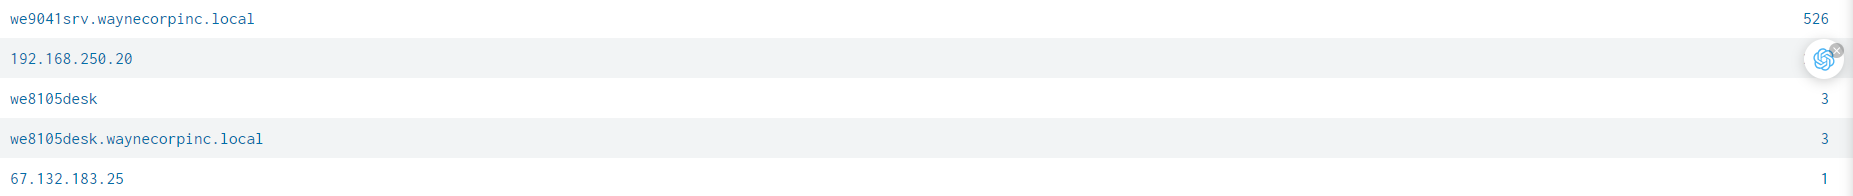 we9041srv.waynecorpinc.local 526
192.168.250.20
we8105desk 3
we8105desk.waynecorpinc.local 3
67.132.183.25 1